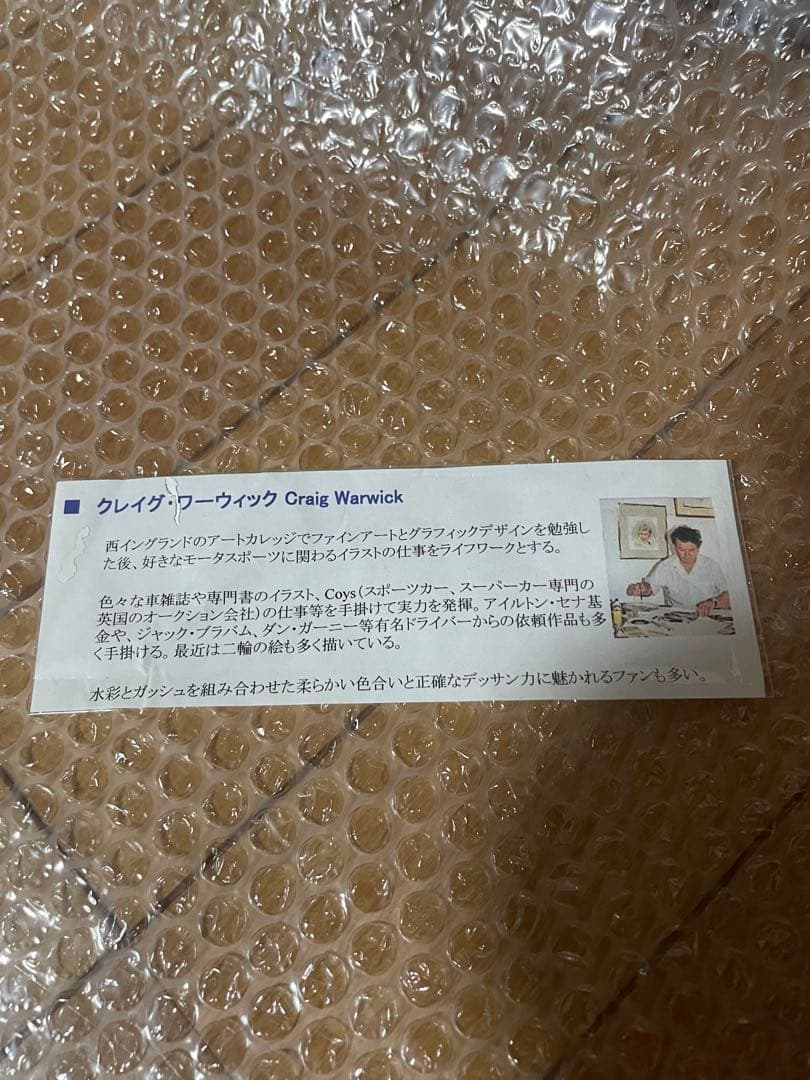 ■ クレイグ・ワーウィック Craig Warwick
西イングランドのアートカレッジでファインアートとグラフィックデザインを勉強し
た後、好きなモータスポーツに関わるイラストの仕事をライフワークとする。
色々な車雑誌や専門書のイラスト、Coys(スポーツカー、スーパーカー専門の
英国のオークション会社)の仕事等を手掛けて実力を発揮。アイルトン・セナ基
金や、ジャック・ブラバム、ダン・ガーニー等有名ドライバーからの依頼作品も多
く手掛ける。最近は二輪の絵も多く描いている。
水彩とガッシュを組み合わせた柔らかい色合いと正確なデッサン力に魅かれるファンも多い。